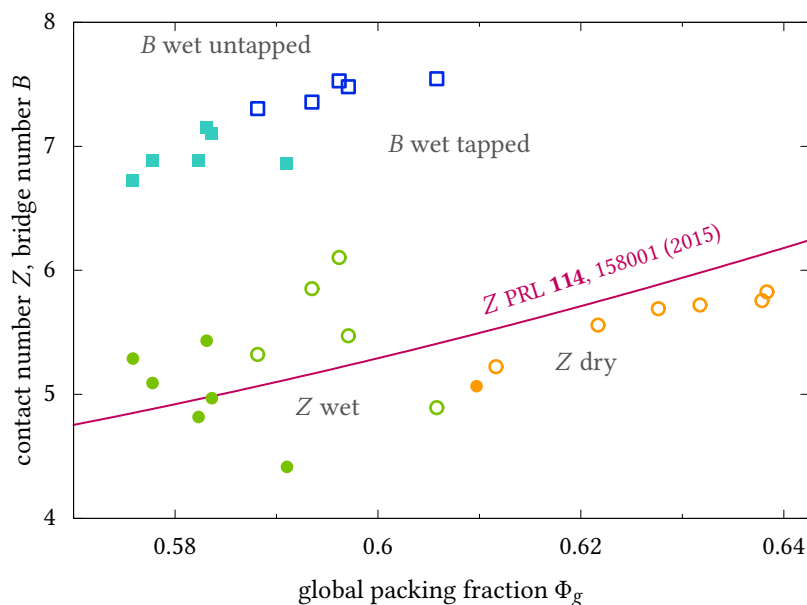 8
B wet untapped
7
B wet tapped
6
Z PRL 114, 158001 (2015)
Z dry
5
Z wet
4
0.58
0.6
0.62
0.64
contact number Z, bridge number B
global packing fraction Φg